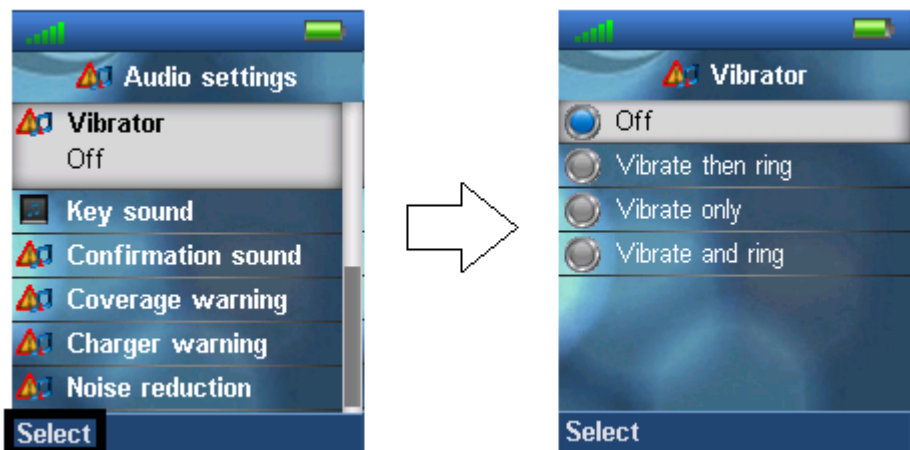 Audio settings
Vibrator
Off
Key sound
Confirmation sound
Coverage warning
Charger warning
Noise reduction
Select
Vibrator
Off
Vibrate then ring
Vibrate only
Vibrate and ring
Select